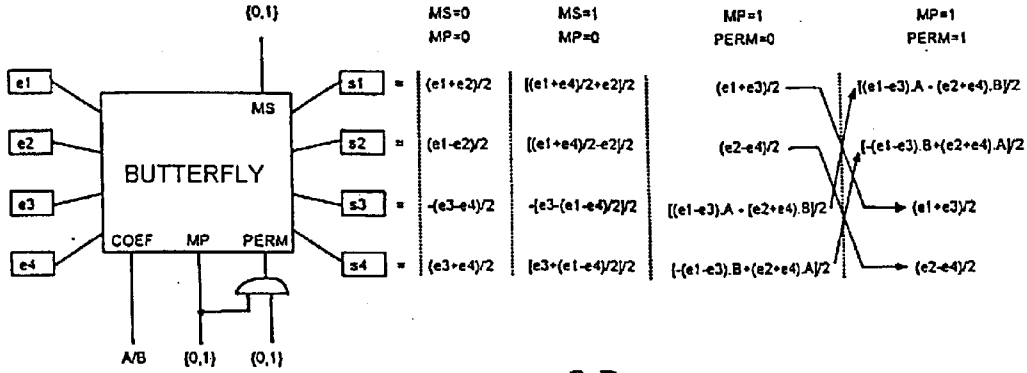 {0,1} MS=0 MS=1 MP=1 MP=1
MP=0 MP=0 PERM=0 PERM=1
e1 s1 = (e1+e2)/2 [(e1+e4)/2+e2]/2 (e1+e3)/2 [(e1-e3).A - (e2+e4).B]/2
MS
e2 s2 = (e1-e2)/2 [(e1+e4)/2-e2]/2 (e2-e4)/2 [-(e1-e3).B+(e2+e4).A]/2
BUTTERFLY
e3 s3 = -(e3-e4)/2 -[e3-(e1-e4)/2]/2 [(e1-e3).A - [e2+e4).B]/2 (e1+e3)/2
COEF MP PERM
e4 s4 = (e3+e4)/2 [e3+(e1-e4)/2]/2 [-(e1-e3).B+(e2+e4).A]/2 (e2-e4)/2
A/B {0,1} {0,1}